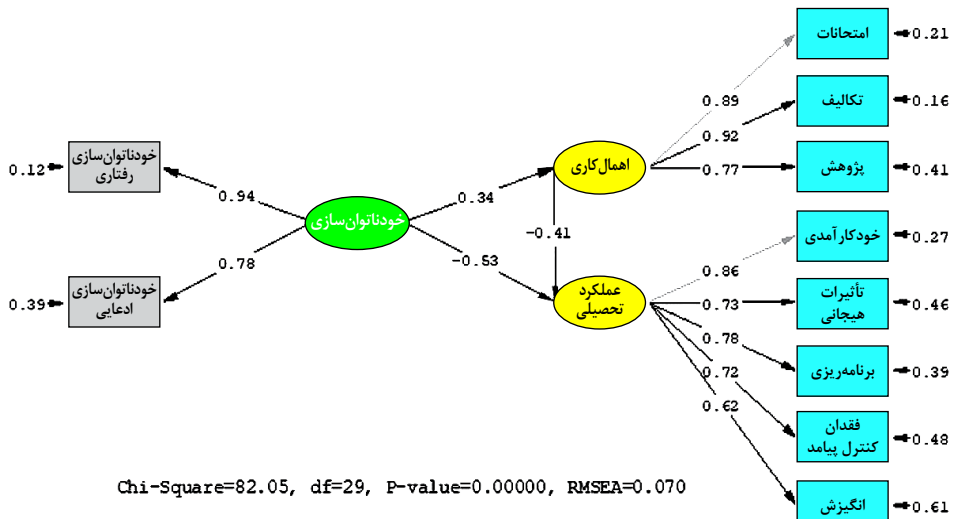 امتحانات
0.21
0.89
تکالیف
0.16
0.92
اهمال‌کاری
پژوهش
0.41
0.77
خودناتوان‌سازی
رفتاری
0.12
0.94
0.34
خودناتوان‌سازی
-0.41
خودکارآمدی
0.27
0.86
0.78
-0.53
خودناتوان‌سازی
ادعایی
0.39
عملکرد
تحصیلی
تأثیرات
هیجانی
0.46
0.73
0.78
برنامه‌ریزی
0.39
0.72
0.62
فقدان
کنترل پیامد
0.48
انگیزش
0.61
Chi-Square=82.05, df=29, P-value=0.00000, RMSEA=0.070